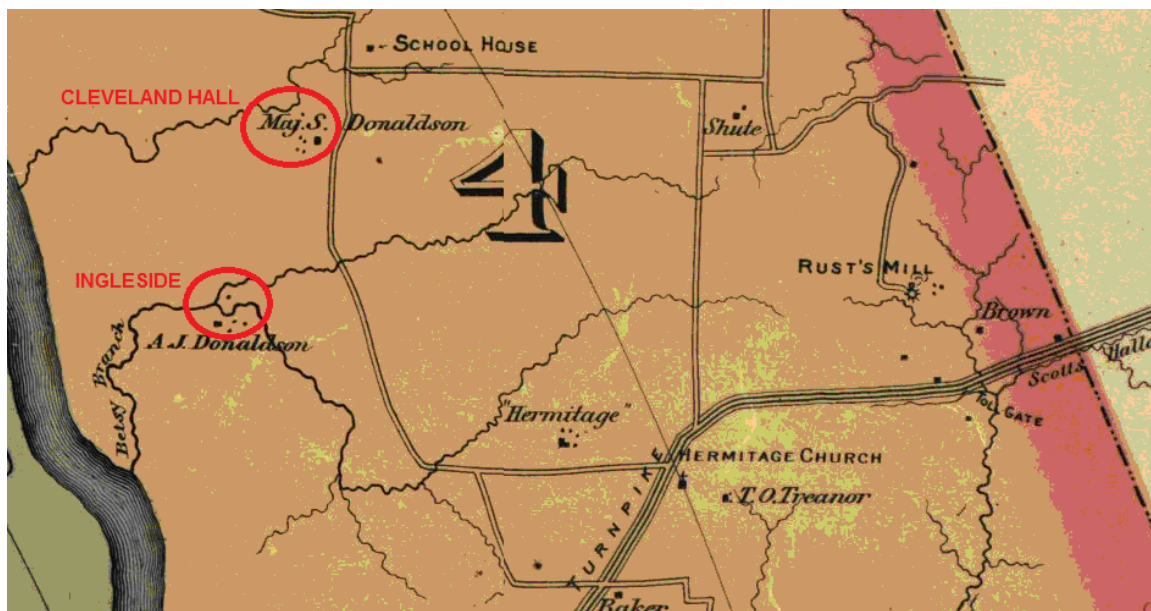 SCHOOL HOUSE
CLEVELAND HALL
Maj. S. Donaldson
Shute
4
INGLESIDE
RUST'S MILL
A. J. Donaldson
Brown
Betsy Branch
Scotts
TOLL GATE
"Hermitage"
HERMITAGE CHURCH
T. O. Treanor
TURNPIKE
Baker